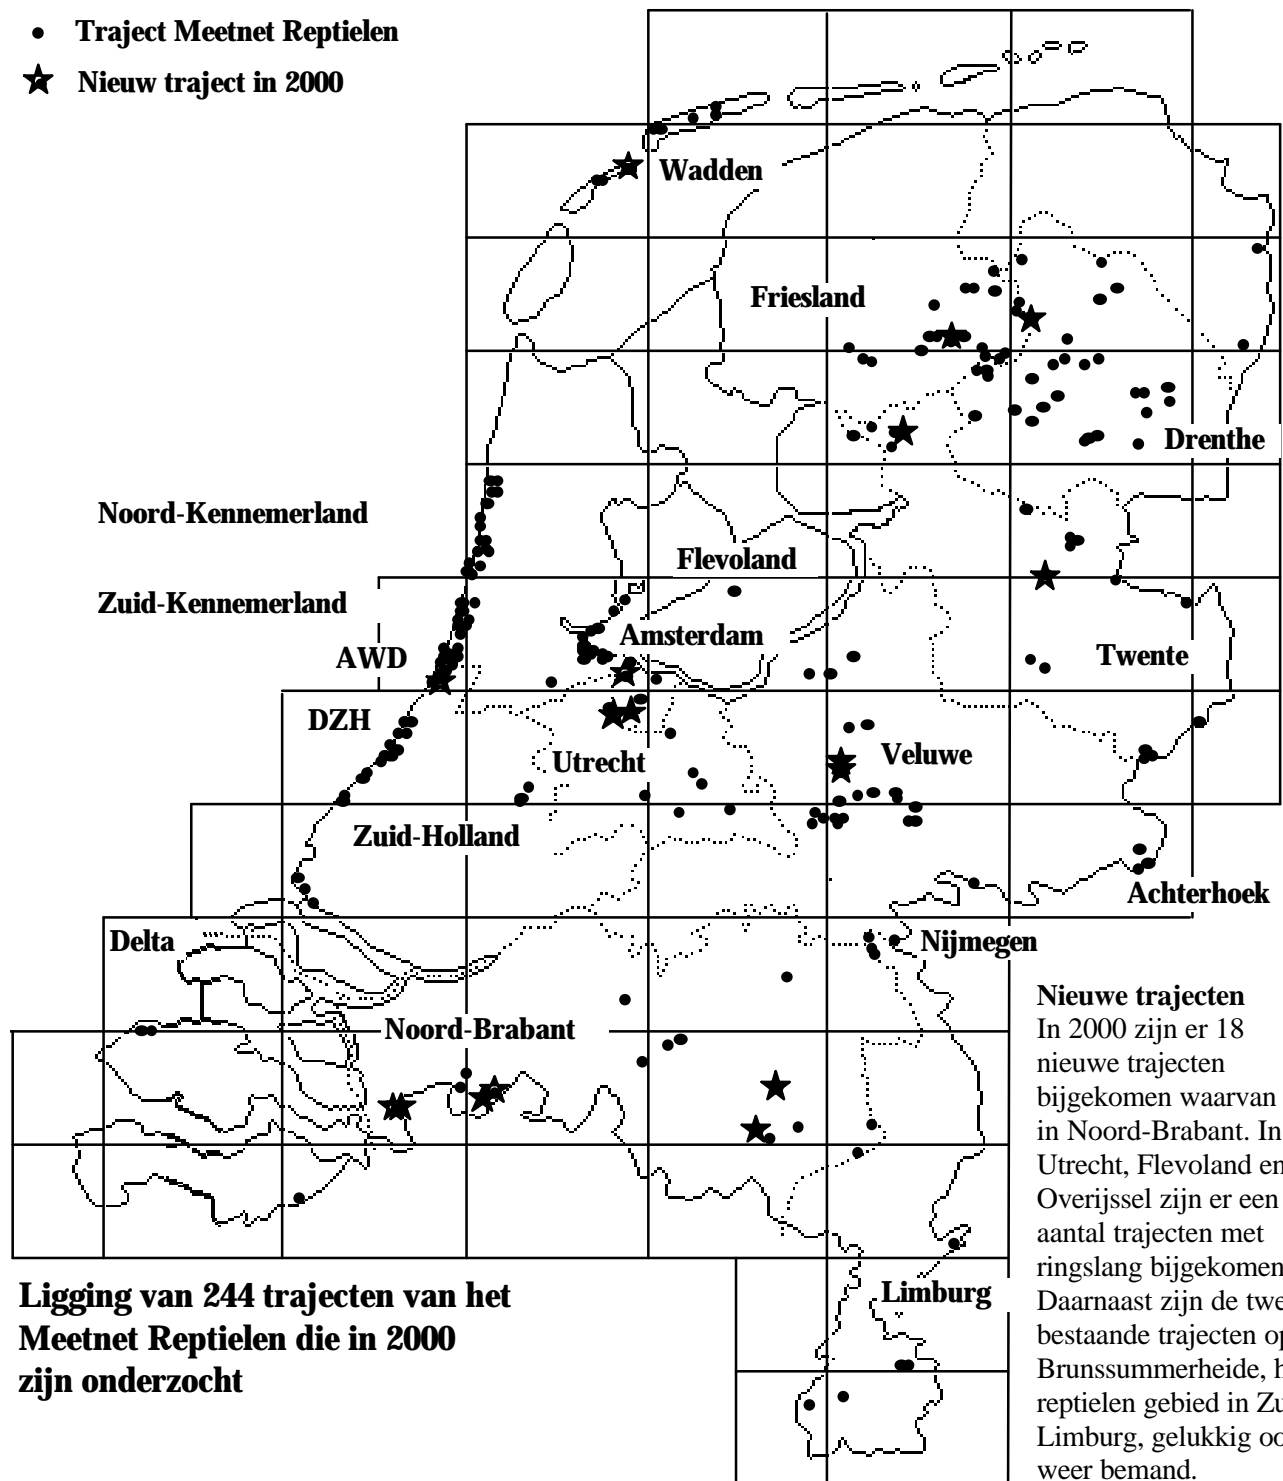 Traject Meetnet Reptielen
Nieuw traject in 2000
Wadden
Friesland
Drenthe
Noord-Kennemerland
Flevoland
Zuid-Kennemerland
Amsterdam
AWD
Twente
DZH
Utrecht
Veluwe
Zuid-Holland
Achterhoek
Delta
Nijmegen
Noord-Brabant
Limburg
Ligging van 244 trajecten van het
Meetnet Reptielen die in 2000
zijn onderzocht
Nieuwe trajecten
In 2000 zijn er 18
nieuwe trajecten
bijgekomen waarvan
in Noord-Brabant. In
Utrecht, Flevoland en
Overijssel zijn er een
aantal trajecten met
ringslang bijgekomen
Daarnaast zijn de twe
bestaande trajecten op
Brunssummerheide, h
reptielen gebied in Zu
Limburg, gelukkig oo
weer bemand.